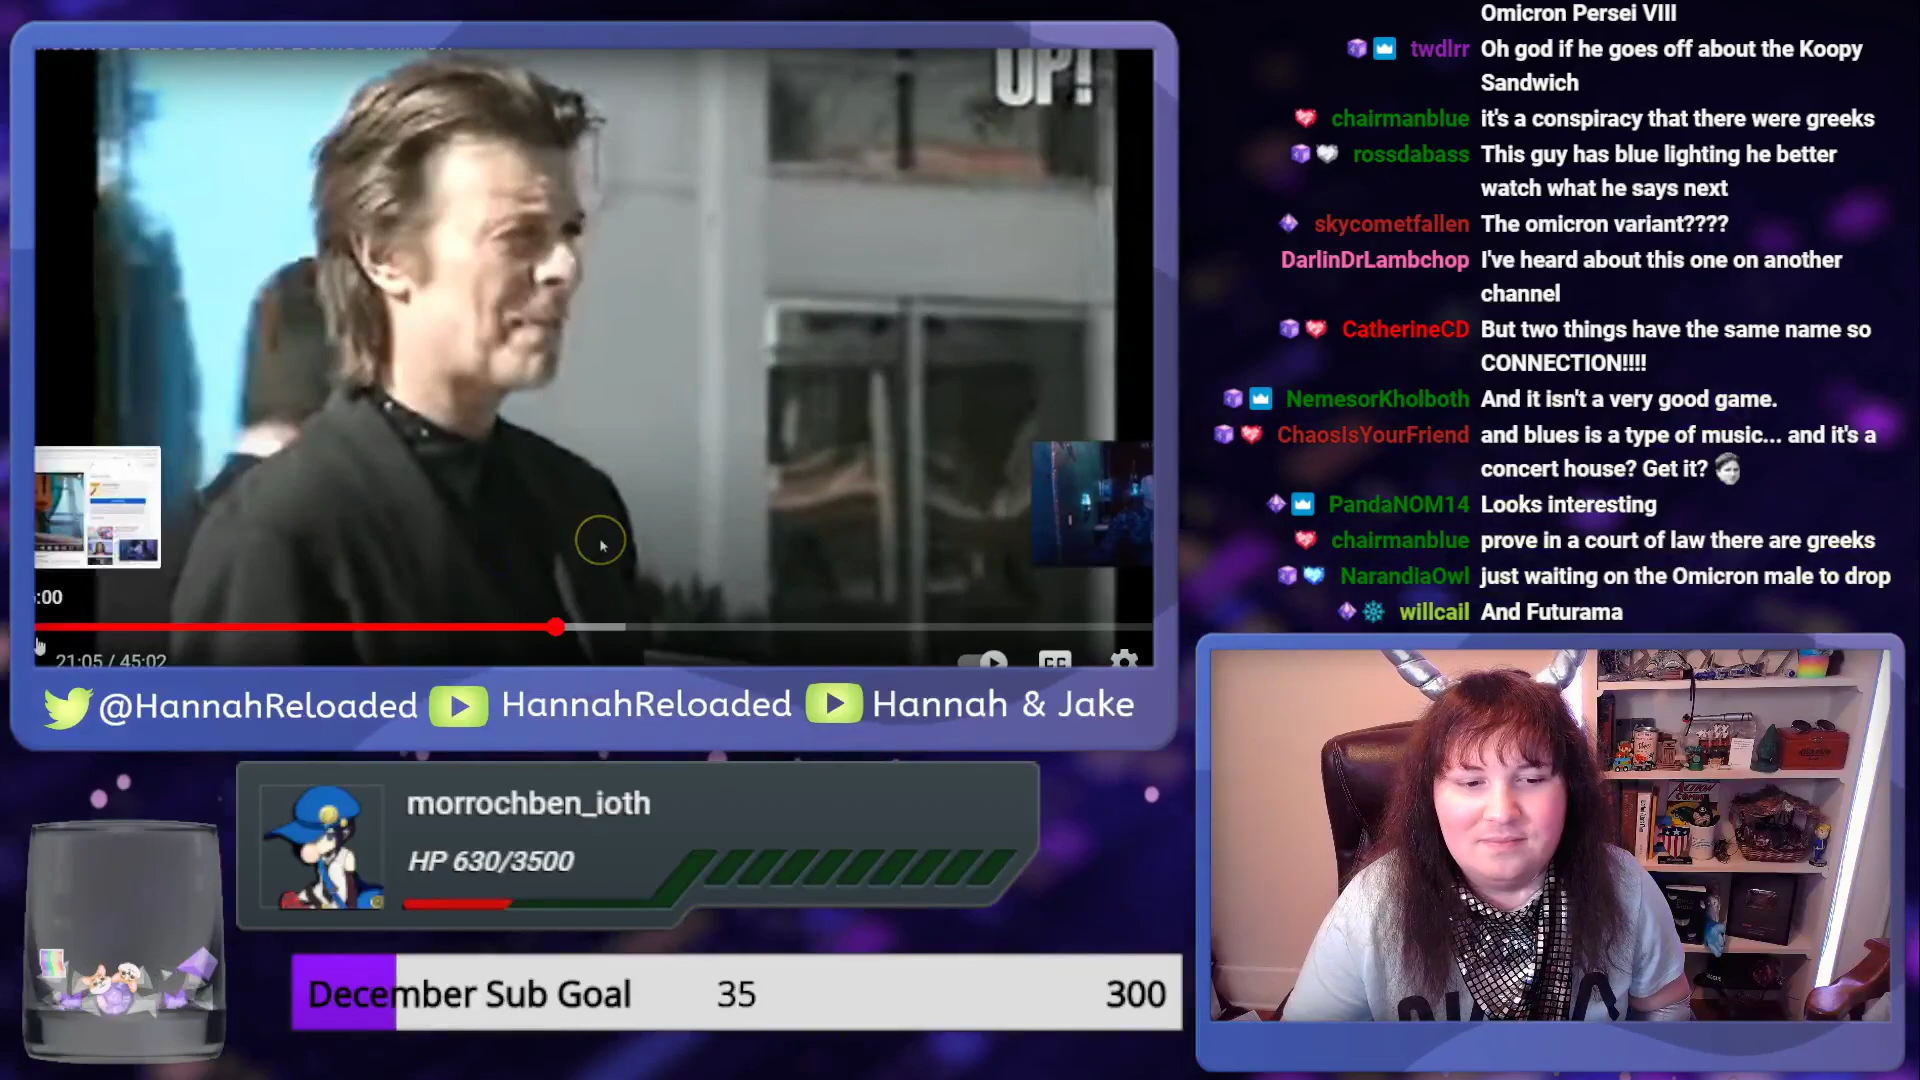 UP!
:00
21:05 / 45:02
CC
@HannahReloaded
HannahReloaded
Hannah & Jake
morrochben_ioth
HP 630/3500
December Sub Goal
35
300
Omicron Persei VIII
twdlrr Oh god if he goes off about the Koopy
Sandwich
chairmanblue it's a conspiracy that there were greeks
rossdabass This guy has blue lighting he better
watch what he says next
skycometfallen The omicron variant????
DarlinDrLambchop I've heard about this one on another
channel
CatherineCD But two things have the same name so
CONNECTION!!!!
NemesorKholboth And it isn't a very good game.
ChaosIsYourFriend and blues is a type of music... and it's a
concert house? Get it?
PandaNOM14 Looks interesting
chairmanblue prove in a court of law there are greeks
NarandiaOwl just waiting on the Omicron male to drop
willcail And Futurama
ACTION